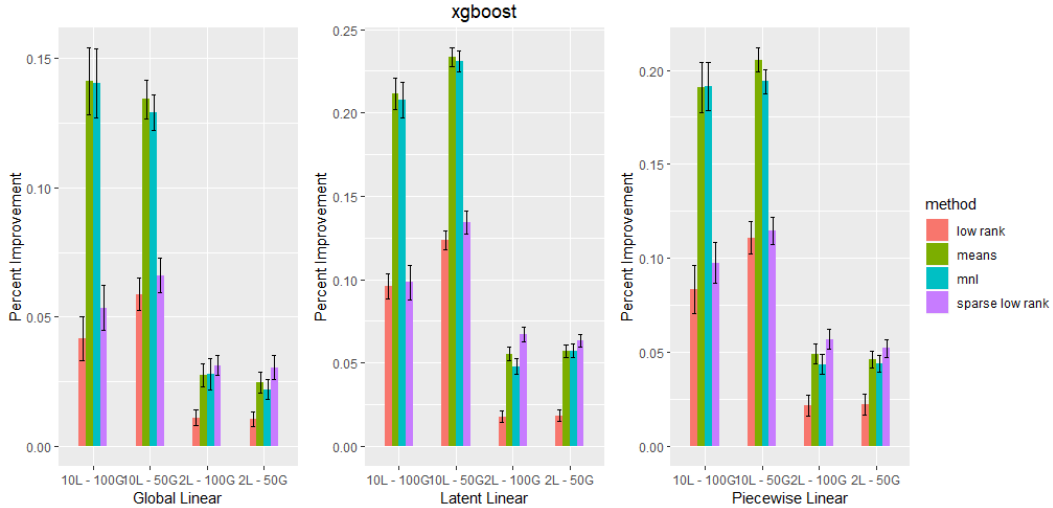 xgboost
Percent Improvement
0.15
0.10
0.05
0.00
10L - 100G 10L - 50G 2L - 100G 2L - 50G
Global Linear
Percent Improvement
0.25
0.20
0.15
0.10
0.05
0.00
10L - 100G 10L - 50G 2L - 100G 2L - 50G
Latent Linear
Percent Improvement
0.20
0.15
0.10
0.05
0.00
10L - 100G 10L - 50G 2L - 100G 2L - 50G
Piecewise Linear
method
low rank
means
mnl
sparse low rank